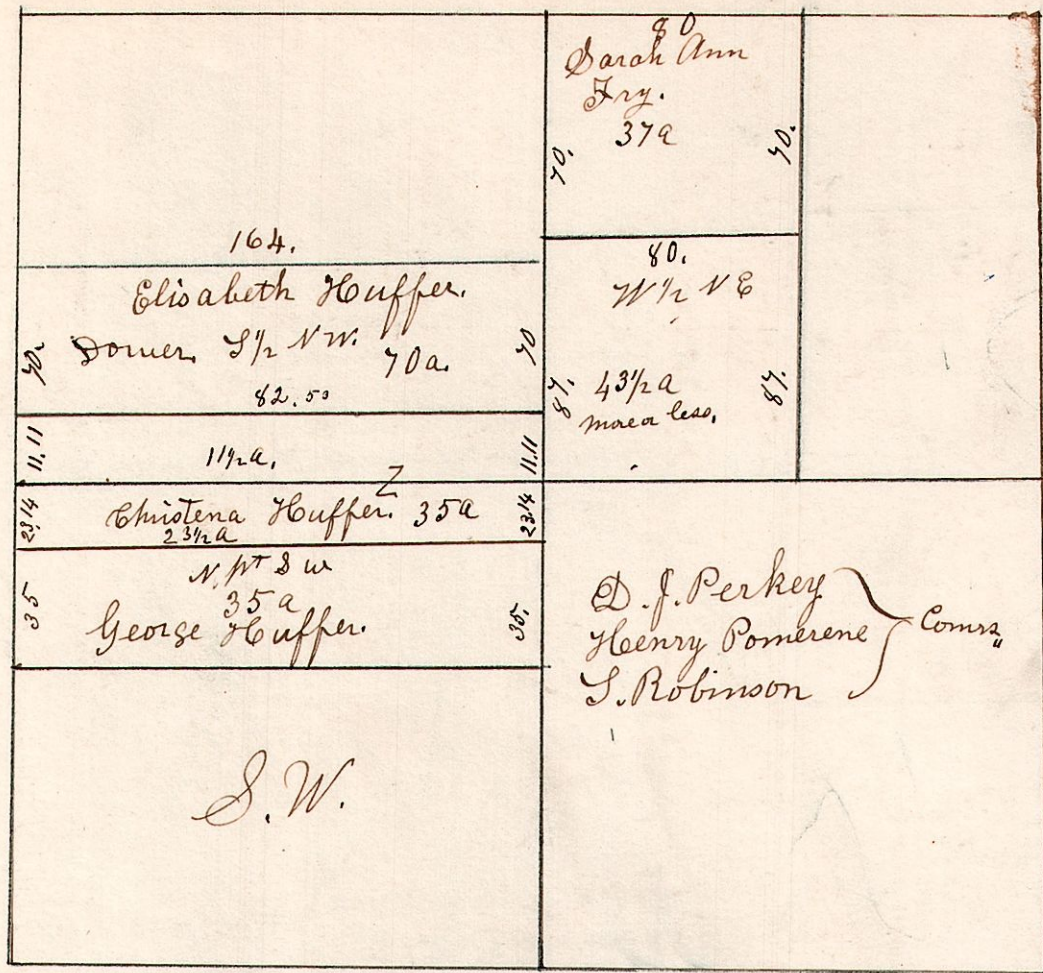 164.
Elisabeth Huffer.
Dower. S½ NW. 70a.
70. 70
82.50
11.11 11½a. 11.11
Z
23.14 Christena Huffer. 35a 23.14
23½a
N. pt S W
35 35a 35.
George Huffer.
S.W.
80
Sarah Ann
Fry.
37a
70. 70.
80.
W½ NE
87. 43½a 87.
more or less.
D. J. Perkey
Henry Pomerene
S. Robinson
Comrs